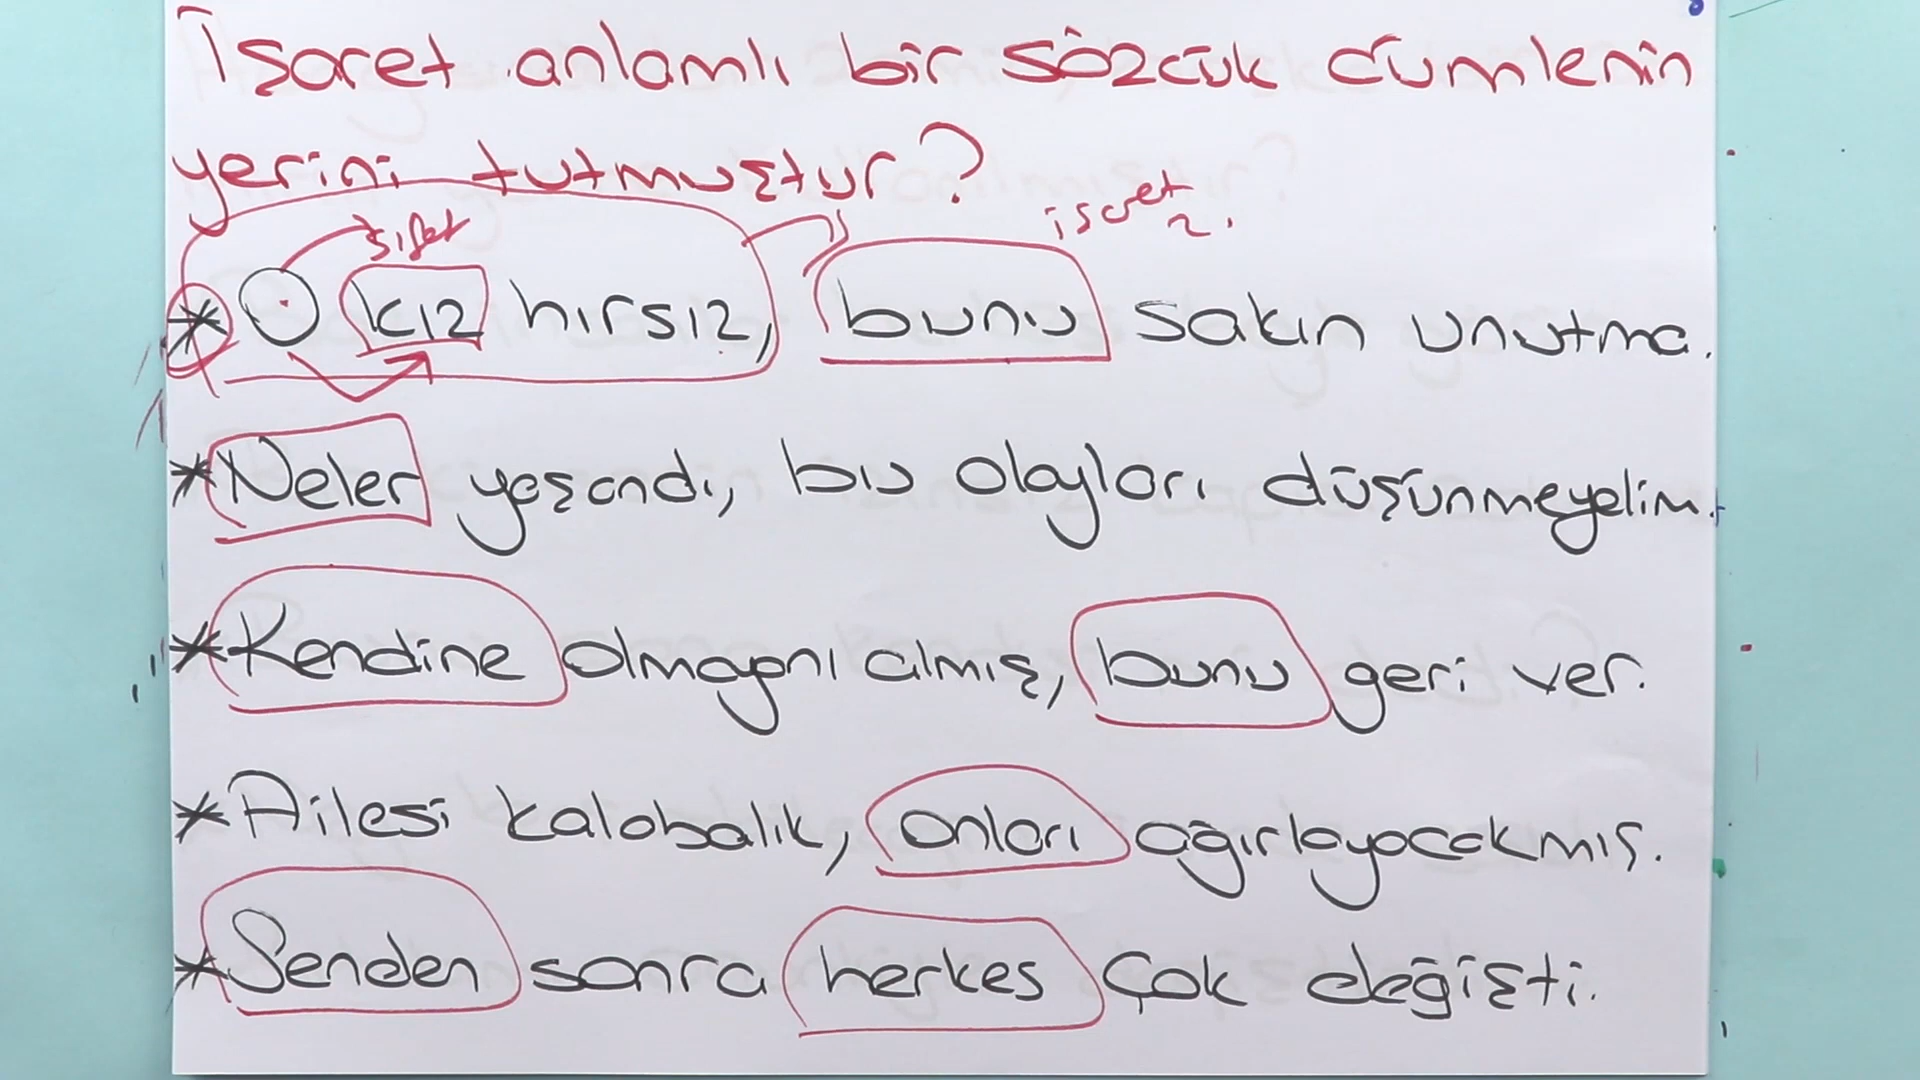 İşaret anlamlı bir sözcük cümlenin
yerini tutmuştur?
sıfat
işaret z.
* O kız hırsız, bunu sakın unutma.
* Neler yaşandı, bu olayları düşünmeyelim.
* Kendine olmayanı almış, bunu geri ver.
* Ailesi kalabalık, onları ağırlayacakmış.
* Senden sonra herkes çok değişti.